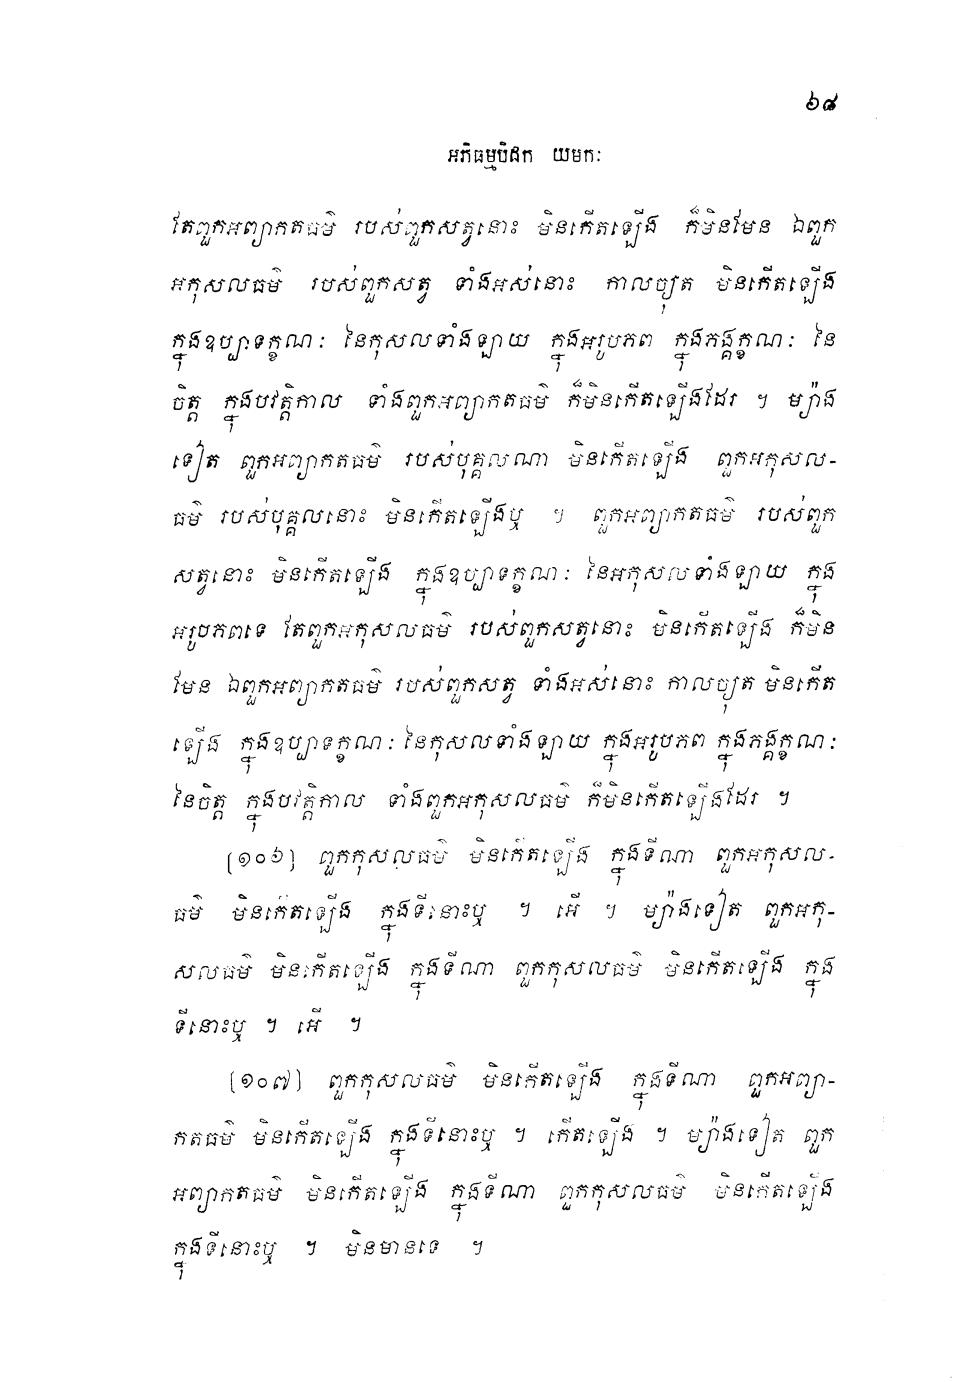 ៦៨
អភិធម្មបិដក យមកៈ
តែពួកអព្យាកតធម៌ របស់ពួកសត្វនោះ មិនកើតឡើង ក៏មិនមែន ឯពួក
អកុសលធម៌ របស់ពួកសត្វ ទាំងអស់នោះ កាលច្យុត មិនកើតឡើង
ក្នុងឧប្បាទក្ខណៈ នៃកុសលទាំងឡាយ ក្នុងអរូបភព ក្នុងភង្គក្ខណៈ នៃ
ចិត្ត ក្នុងបវត្តិកាល ទាំងពួកអព្យាកតធម៌ ក៏មិនកើតឡើងដែរ ។ ម្យ៉ាង
ទៀត ពួកអព្យាកតធម៌ របស់បុគ្គលណា មិនកើតឡើង ពួកអកុសល-
ធម៌ របស់បុគ្គលនោះ មិនកើតឡើងឬ ។ ពួកអព្យាកតធម៌ របស់ពួក
សត្វនោះ មិនកើតឡើង ក្នុងឧប្បាទក្ខណៈ នៃអកុសលទាំងឡាយ ក្នុង
អរូបភពទេ តែពួកអកុសលធម៌ របស់ពួកសត្វនោះ មិនកើតឡើង ក៏មិន
មែន ឯពួកអព្យាកតធម៌ របស់ពួកសត្វ ទាំងអស់នោះ កាលច្យុត មិនកើត
ឡើង ក្នុងឧប្បាទក្ខណៈ នៃកុសលទាំងឡាយ ក្នុងអរូបភព ក្នុងភង្គក្ខណៈ
នៃចិត្ត ក្នុងបវត្តិកាល ទាំងពួកអកុសលធម៌ ក៏មិនកើតឡើងដែរ ។
(១០៦) ពួកកុសលធម៌ មិនកើតឡើង ក្នុងទីណា ពួកអកុសល-
ធម៌ មិនកើតឡើង ក្នុងទីនោះឬ ។ អើ ។ ម្យ៉ាងទៀត ពួកអកុ-
សលធម៌ មិនកើតឡើង ក្នុងទីណា ពួកកុសលធម៌ មិនកើតឡើង ក្នុង
ទីនោះឬ ។ អើ ។
(១០៧) ពួកកុសលធម៌ មិនកើតឡើង ក្នុងទីណា ពួកអព្យា-
កតធម៌ មិនកើតឡើង ក្នុងទីនោះឬ ។ កើតឡើង ។ ម្យ៉ាងទៀត ពួក
អព្យាកតធម៌ មិនកើតឡើង ក្នុងទីណា ពួកកុសលធម៌ មិនកើតឡើង
ក្នុងទីនោះឬ ។ មិនមានទេ ។